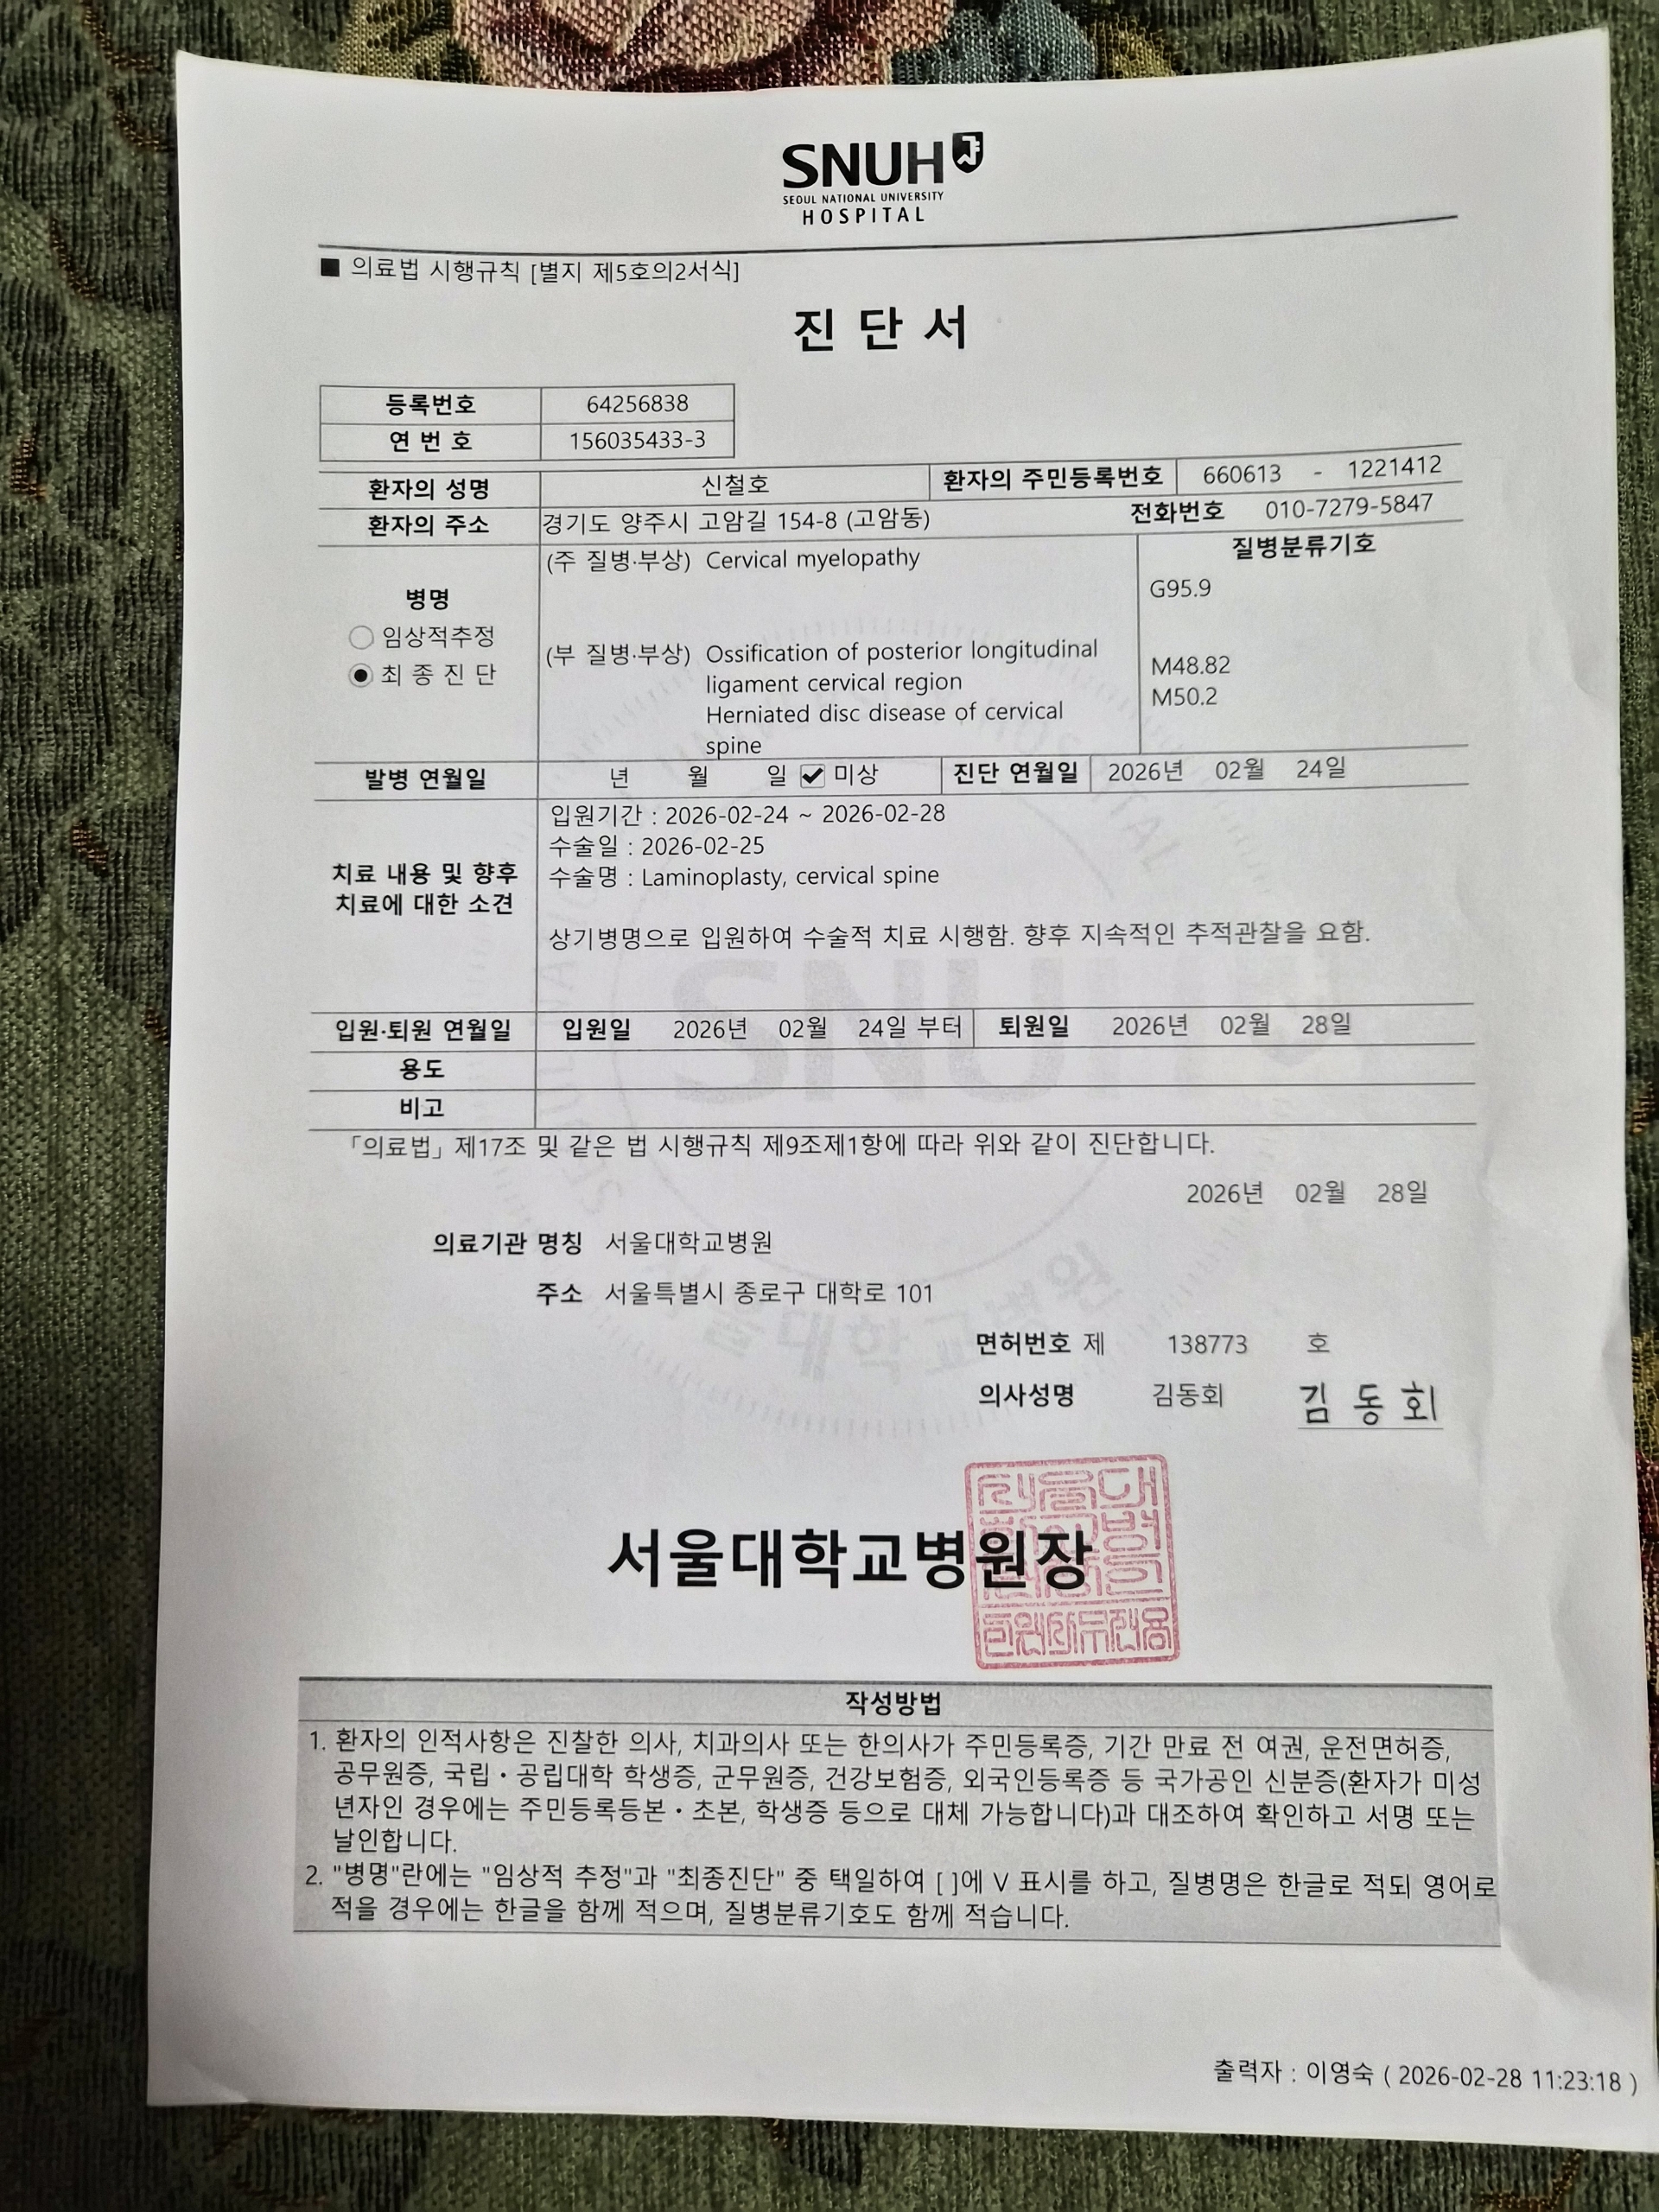 SNUH
SEOUL NATIONAL UNIVERSITY
HOSPITAL
■ 의료법 시행규칙 [별지 제5호의2서식]
진 단 서
등록번호 64256838
연 번 호 156035433-3
환자의 성명 신철호 환자의 주민등록번호 660613 - 1221412
환자의 주소 경기도 양주시 고암길 154-8 (고암동) 전화번호 010-7279-5847
병명
임상적추정
최 종 진 단
(주 질병·부상) Cervical myelopathy
(부 질병·부상) Ossification of posterior longitudinal
ligament cervical region
Herniated disc disease of cervical
spine
질병분류기호
G95.9
M48.82
M50.2
발병 연월일 년 월 일 ✔ 미상 진단 연월일 2026년 02월 24일
치료 내용 및 향후
치료에 대한 소견
입원기간 : 2026-02-24 ~ 2026-02-28
수술일 : 2026-02-25
수술명 : Laminoplasty, cervical spine
상기병명으로 입원하여 수술적 치료 시행함. 향후 지속적인 추적관찰을 요함.
입원·퇴원 연월일 입원일 2026년 02월 24일 부터 퇴원일 2026년 02월 28일
용도
비고
「의료법」 제17조 및 같은 법 시행규칙 제9조제1항에 따라 위와 같이 진단합니다.
2026년 02월 28일
의료기관 명칭 서울대학교병원
주소 서울특별시 종로구 대학로 101
면허번호 제 138773 호
의사성명 김동회 김 동 회
서울대학교병원장
작성방법
1. 환자의 인적사항은 진찰한 의사, 치과의사 또는 한의사가 주민등록증, 기간 만료 전 여권, 운전면허증,
공무원증, 국립・공립대학 학생증, 군무원증, 건강보험증, 외국인등록증 등 국가공인 신분증(환자가 미성
년자인 경우에는 주민등록등본・초본, 학생증 등으로 대체 가능합니다)과 대조하여 확인하고 서명 또는
날인합니다.
2. "병명"란에는 "임상적 추정"과 "최종진단" 중 택일하여 [ ]에 V 표시를 하고, 질병명은 한글로 적되 영어로
적을 경우에는 한글을 함께 적으며, 질병분류기호도 함께 적습니다.
출력자 : 이영숙 ( 2026-02-28 11:23:18 )